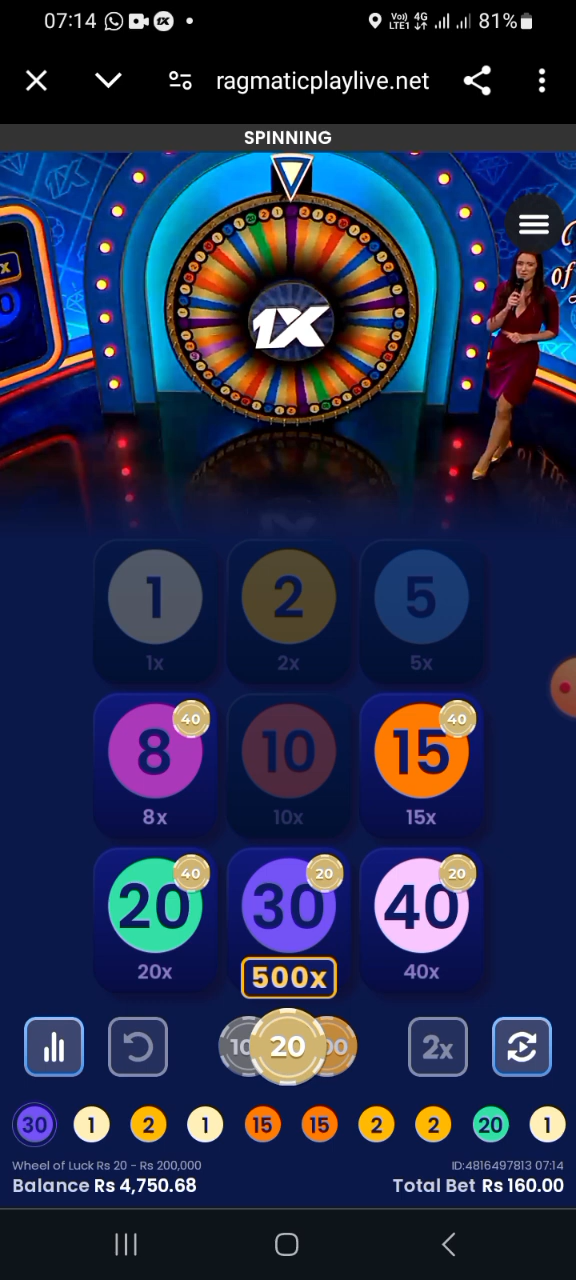 07:14 81%
Vo)) 4G
LTE1
ragmaticplaylive.net
SPINNING
1X
1 2 5
1x 2x 5x
40 40
8 10 15
8x 10x 15x
40 20 20
20 30 40
20x 500x 40x
20 2x
30 1 2 1 15 15 2 2 20 1
Wheel of Luck Rs 20 - Rs 200,000 ID:4816497813 07:14
Balance Rs 4,750.68 Total Bet Rs 160.00